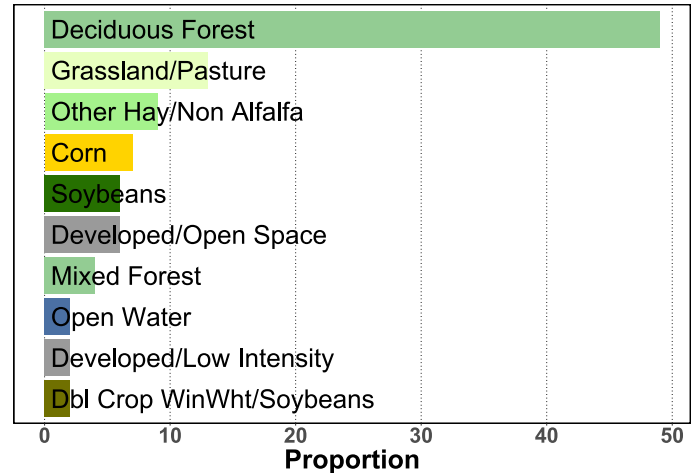 Deciduous Forest
Grassland/Pasture
Other Hay/Non Alfalfa
Corn
Soybeans
Developed/Open Space
Mixed Forest
Open Water
Developed/Low Intensity
Dbl Crop WinWht/Soybeans
0 10 20 30 40 50
Proportion